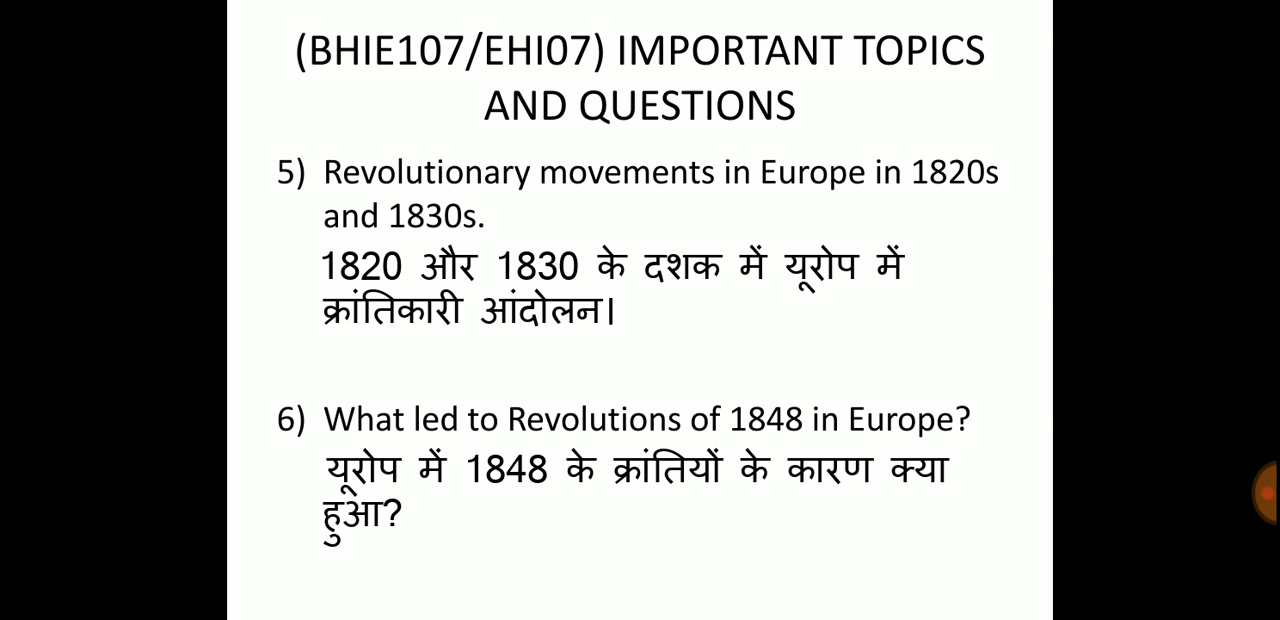 (BHIE107/EHI07) IMPORTANT TOPICS
AND QUESTIONS
5) Revolutionary movements in Europe in 1820s
and 1830s.
1820 और 1830 के दशक में यूरोप में
क्रांतिकारी आंदोलन।
6) What led to Revolutions of 1848 in Europe?
यूरोप में 1848 के क्रांतियों के कारण क्या
हुआ?